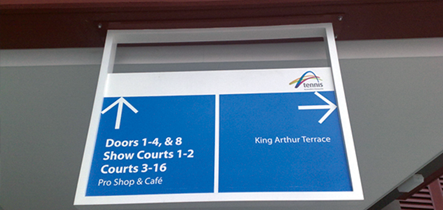 tennis
Doors 1-4, & 8
Show Courts 1-2
Courts 3-16
Pro Shop & Café
King Arthur Terrace